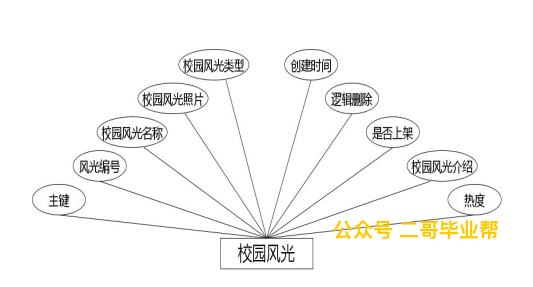 校园风光类型
创建时间
校园风光照片
逻辑删除
校园风光名称
是否上架
风光编号
校园风光介绍
主键
热度
公众号 二哥毕业帮
校园风光